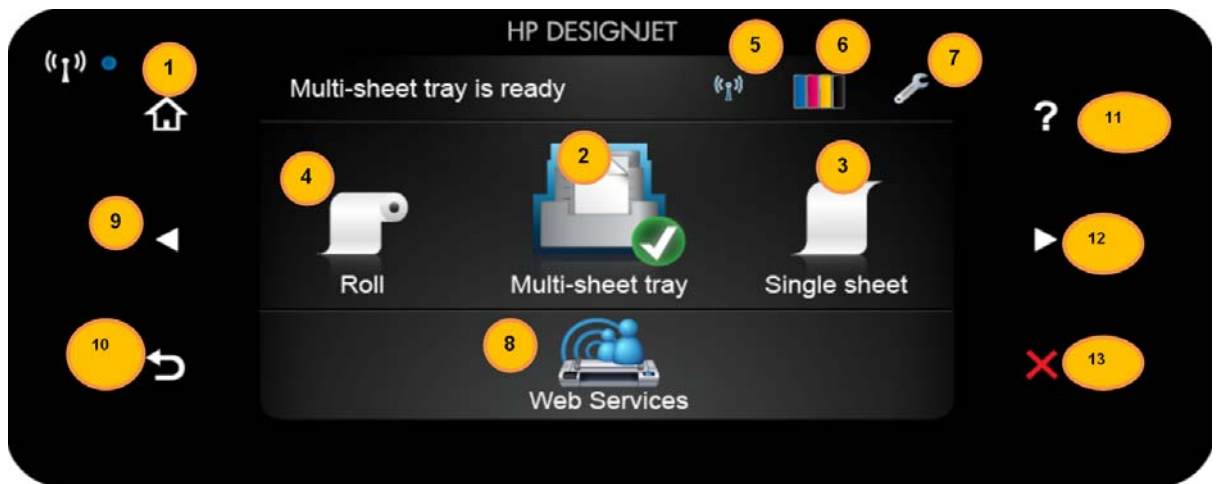 HP DESIGNJET
5 6 7
1
Multi-sheet tray is ready
? 11
4 2 3
9 12
Roll Multi-sheet tray Single sheet
10 8 13
Web Services